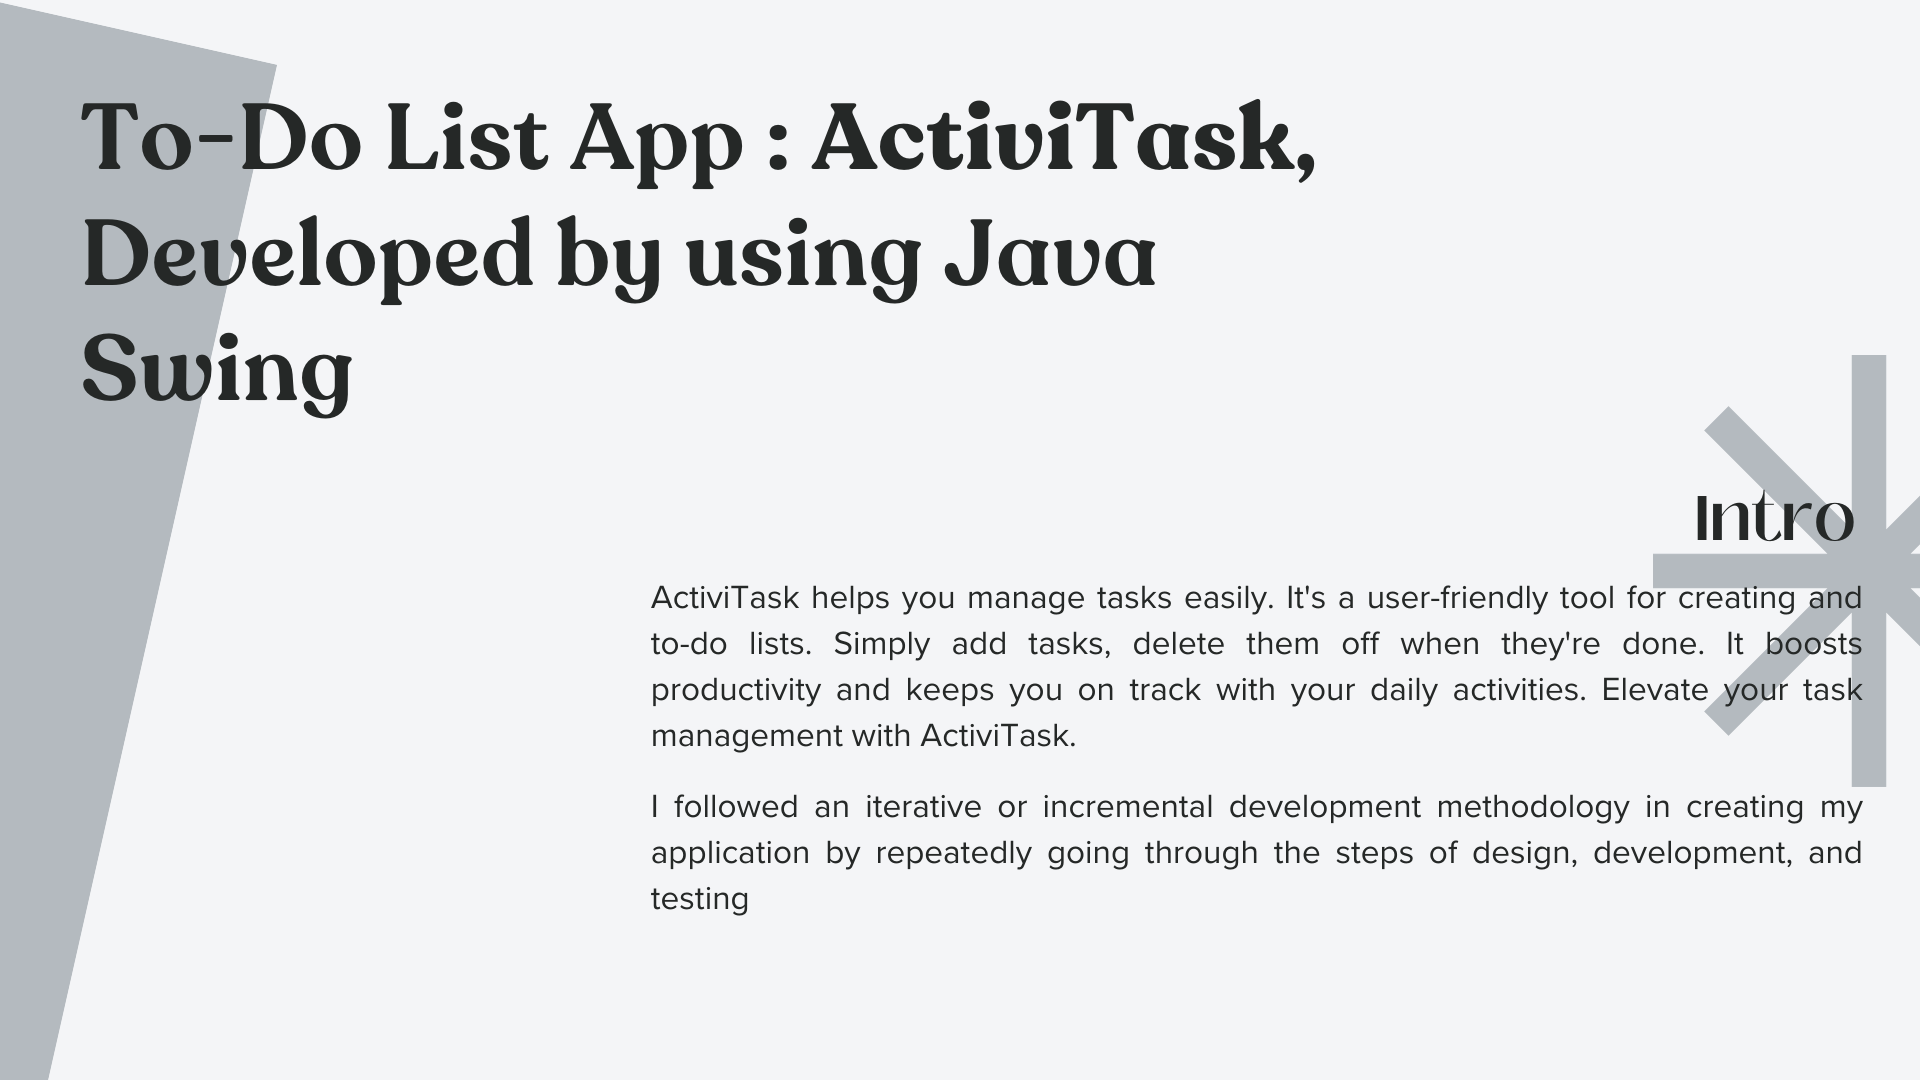 To-Do List App : ActiviTask,
Developed by using Java
Swing
Intro
ActiviTask helps you manage tasks easily. It's a user-friendly tool for creating and
to-do lists. Simply add tasks, delete them off when they're done. It boosts
productivity and keeps you on track with your daily activities. Elevate your task
management with ActiviTask.
I followed an iterative or incremental development methodology in creating my
application by repeatedly going through the steps of design, development, and
testing